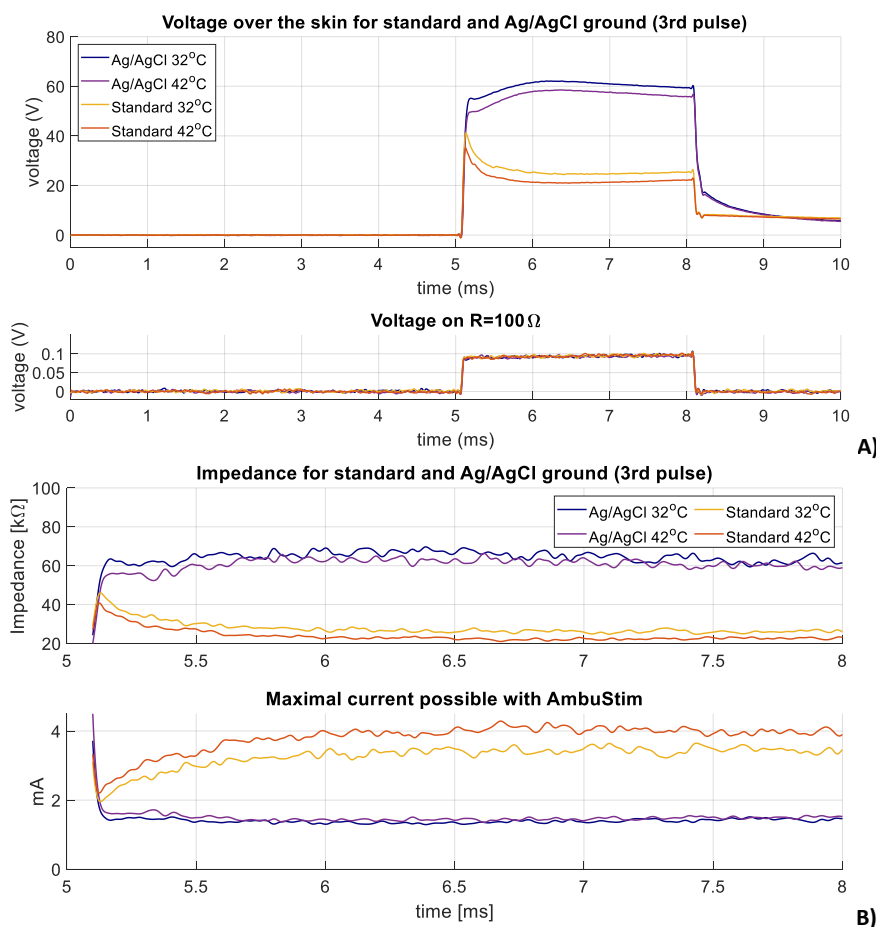 Voltage over the skin for standard and Ag/AgCl ground (3rd pulse)
80
60
40
20
0
voltage (V)
Ag/AgCl 32°C
Ag/AgCl 42°C
Standard 32°C
Standard 42°C
0 1 2 3 4 5 6 7 8 9 10
time (ms)
Voltage on R=100Ω
0.1
0.05
0
voltage (V)
0 1 2 3 4 5 6 7 8 9 10
time (ms)
A)
Impedance for standard and Ag/AgCl ground (3rd pulse)
100
80
60
40
20
Impedance [kΩ]
Ag/AgCl 32°C Standard 32°C
Ag/AgCl 42°C Standard 42°C
5 5.5 6 6.5 7 7.5 8
Maximal current possible with AmbuStim
4
2
0
mA
5 5.5 6 6.5 7 7.5 8
time [ms]
B)